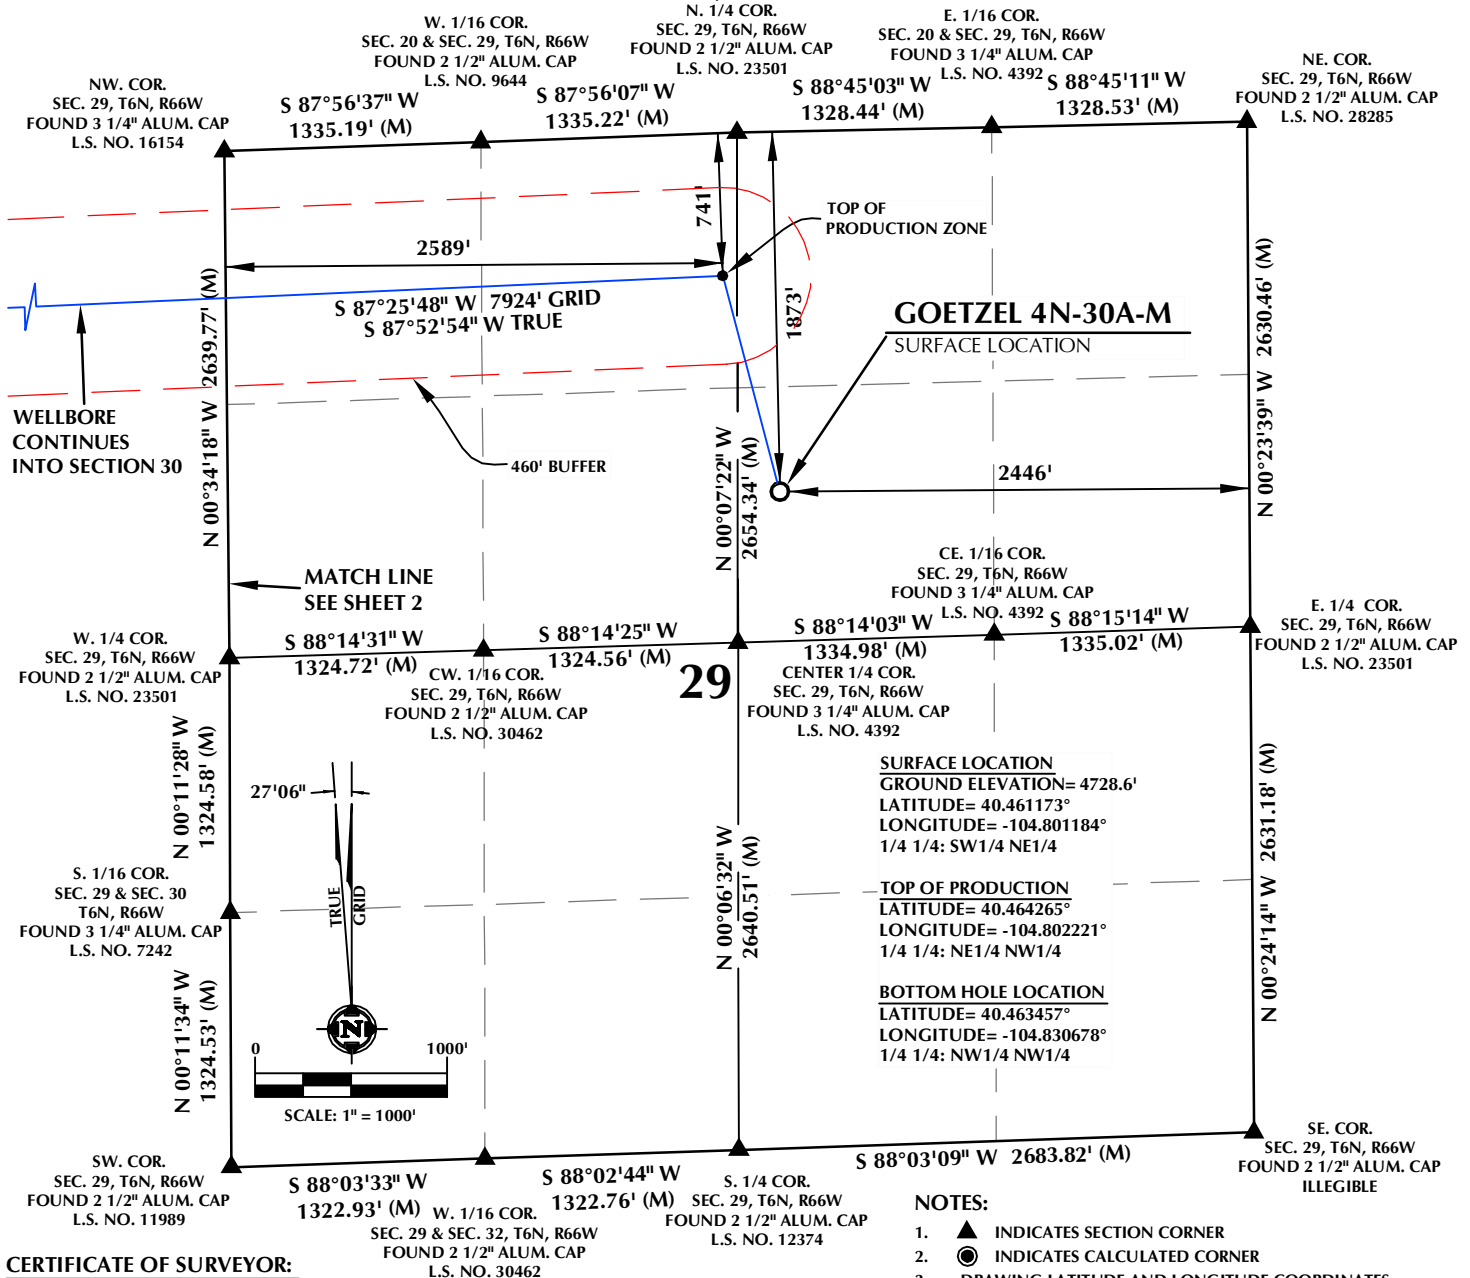 W. 1/16 COR.
SEC. 20 & SEC. 29, T6N, R66W
FOUND 2 1/2" ALUM. CAP
L.S. NO. 9644
N. 1/4 COR.
SEC. 29, T6N, R66W
FOUND 2 1/2" ALUM. CAP
L.S. NO. 23501
E. 1/16 COR.
SEC. 20 & SEC. 29, T6N, R66W
FOUND 3 1/4" ALUM. CAP
L.S. NO. 4392
NE. COR.
SEC. 29, T6N, R66W
FOUND 2 1/2" ALUM. CAP
L.S. NO. 28285
NW. COR.
SEC. 29, T6N, R66W
FOUND 3 1/4" ALUM. CAP
L.S. NO. 16154
S 87°56'37" W
1335.19' (M)
S 87°56'07" W
1335.22' (M)
S 88°45'03" W
1328.44' (M)
S 88°45'11" W
1328.53' (M)
741'
TOP OF
PRODUCTION ZONE
2589'
1873'
S 87°25'48" W 7924' GRID
S 87°52'54" W TRUE
GOETZEL 4N-30A-M
SURFACE LOCATION
N 00°34'18" W 2639.77' (M)
N 00°23'39" W 2630.46' (M)
WELLBORE
CONTINUES
INTO SECTION 30
460' BUFFER
N 00°07'22" W
2654.34' (M)
2446'
MATCH LINE
SEE SHEET 2
CE. 1/16 COR.
SEC. 29, T6N, R66W
FOUND 3 1/4" ALUM. CAP
L.S. NO. 4392
W. 1/4 COR.
SEC. 29, T6N, R66W
FOUND 2 1/2" ALUM. CAP
L.S. NO. 23501
S 88°14'31" W
1324.72' (M)
S 88°14'25" W
1324.56' (M)
S 88°14'03" W
1334.98' (M)
S 88°15'14" W
1335.02' (M)
E. 1/4 COR.
SEC. 29, T6N, R66W
FOUND 2 1/2" ALUM. CAP
L.S. NO. 23501
CW. 1/16 COR.
SEC. 29, T6N, R66W
FOUND 2 1/2" ALUM. CAP
L.S. NO. 30462
29
CENTER 1/4 COR.
SEC. 29, T6N, R66W
FOUND 3 1/4" ALUM. CAP
L.S. NO. 4392
N 00°11'28" W
1324.58' (M)
27'06"
TRUE
GRID
N
N 00°06'32" W
2640.51' (M)
SURFACE LOCATION
GROUND ELEVATION= 4728.6'
LATITUDE= 40.461173°
LONGITUDE= -104.801184°
1/4 1/4: SW1/4 NE1/4
TOP OF PRODUCTION
LATITUDE= 40.464265°
LONGITUDE= -104.802221°
1/4 1/4: NE1/4 NW1/4
BOTTOM HOLE LOCATION
LATITUDE= 40.463457°
LONGITUDE= -104.830678°
1/4 1/4: NW1/4 NW1/4
N 00°24'14" W 2631.18' (M)
S. 1/16 COR.
SEC. 29 & SEC. 30
T6N, R66W
FOUND 3 1/4" ALUM. CAP
L.S. NO. 7242
N 00°11'34" W
1324.53' (M)
0 1000'
SCALE: 1" = 1000'
SW. COR.
SEC. 29, T6N, R66W
FOUND 2 1/2" ALUM. CAP
L.S. NO. 11989
S 88°03'33" W
1322.93' (M)
W. 1/16 COR.
SEC. 29 & SEC. 32, T6N, R66W
FOUND 2 1/2" ALUM. CAP
L.S. NO. 30462
S 88°02'44" W
1322.76' (M)
S. 1/4 COR.
SEC. 29, T6N, R66W
FOUND 2 1/2" ALUM. CAP
L.S. NO. 12374
S 88°03'09" W 2683.82' (M)
SE. COR.
SEC. 29, T6N, R66W
FOUND 2 1/2" ALUM. CAP
ILLEGIBLE
CERTIFICATE OF SURVEYOR:
NOTES:
1. INDICATES SECTION CORNER
2. INDICATES CALCULATED CORNER
3. DRAWING LATITUDE AND LONGITUDE COORDINATES